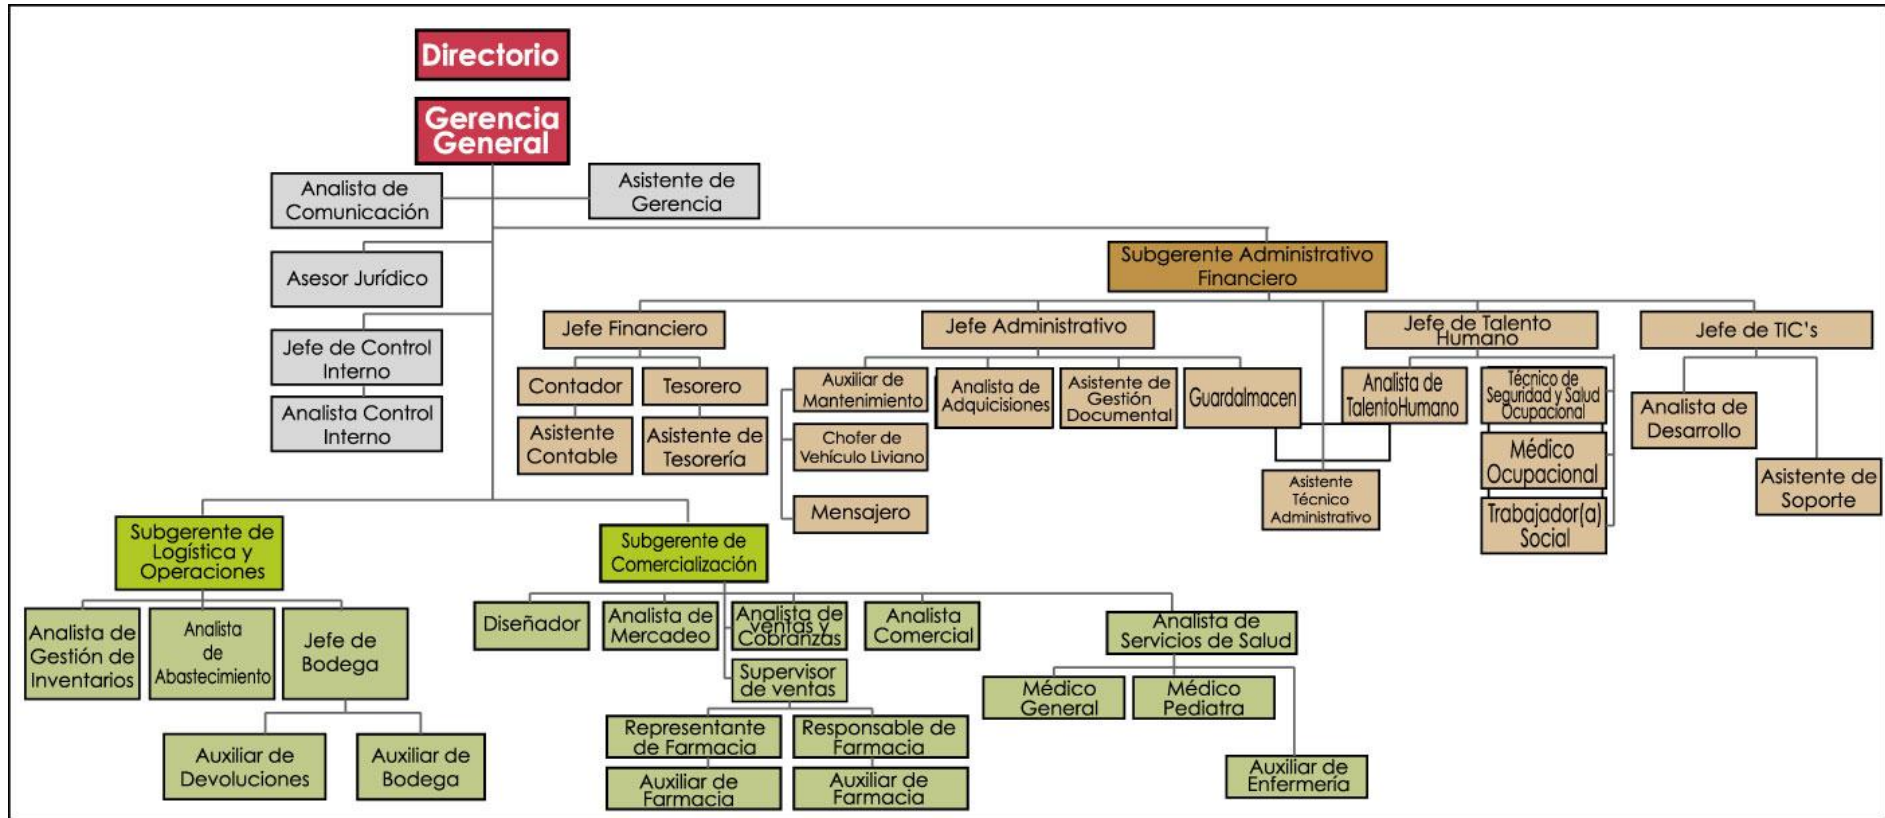 Directorio
Gerencia
General
Analista de
Comunicación
Asistente de
Gerencia
Asesor Jurídico
Jefe de Control
Interno
Analista Control
Interno
Subgerente Administrativo
Financiero
Jefe Financiero
Jefe Administrativo
Jefe de Talento
Humano
Jefe de TIC's
Contador
Tesorero
Asistente
Contable
Asistente de
Tesorería
Auxiliar de
Mantenimiento
Chofer de
Vehículo Liviano
Mensajero
Analista de
Adquicisiones
Asistente de
Gestión
Documental
Guardalmacen
Asistente
Técnico
Administrativo
Analista de
TalentoHumano
Técnico de
Seguridad y Salud
Ocupacional
Médico
Ocupacional
Trabajador(a)
Social
Analista de
Desarrollo
Asistente de
Soporte
Subgerente de
Logística y
Operaciones
Subgerente de
Comercialización
Analista de
Gestión de
Inventarios
Analista
de
Abastecimiento
Jefe de
Bodega
Auxiliar de
Devoluciones
Auxiliar de
Bodega
Diseñador
Analista de
Mercadeo
Analista de
ventas y
Cobranzas
Analista
Comercial
Analista de
Servicios de Salud
Supervisor
de ventas
Representante
de Farmacia
Responsable de
Farmacia
Auxiliar de
Farmacia
Auxiliar de
Farmacia
Médico
General
Médico
Pediatra
Auxiliar de
Enfermería